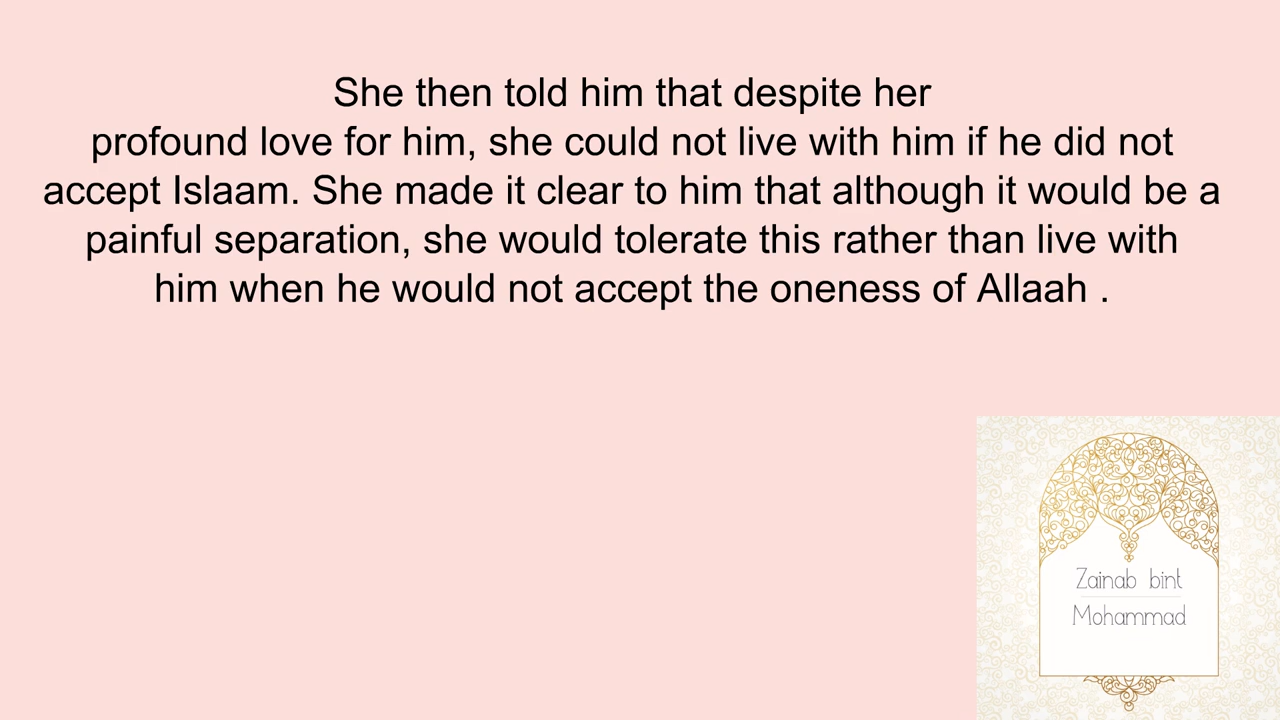 She then told him that despite her
profound love for him, she could not live with him if he did not
accept Islaam. She made it clear to him that although it would be a
painful separation, she would tolerate this rather than live with
him when he would not accept the oneness of Allaah .
Zainab bint
Mohammad